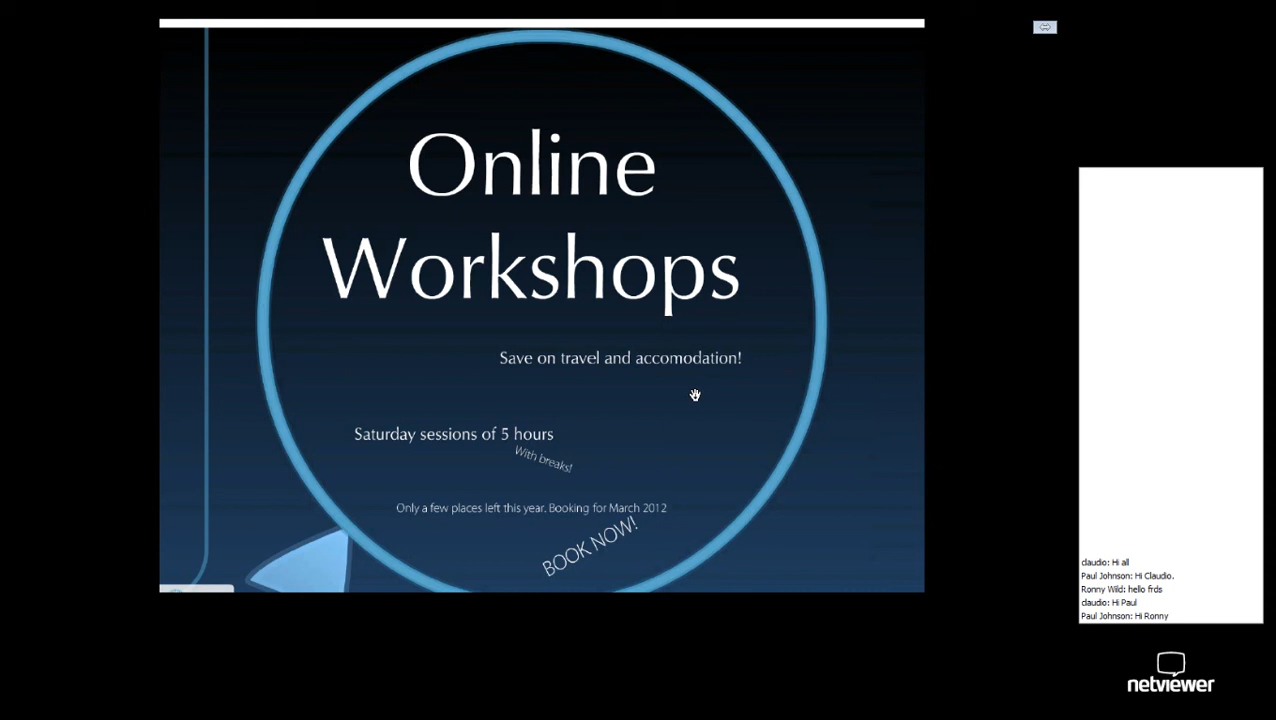 Online
Workshops
Save on travel and accomodation!
Saturday sessions of 5 hours
With breaks!
Only a few places left this year. Booking for March 2012
BOOK NOW!
claudio: Hi all
Paul Johnson: Hi Claudio.
Ronny Wild: hello frds
claudio: Hi Paul
Paul Johnson: Hi Ronny
netviewer